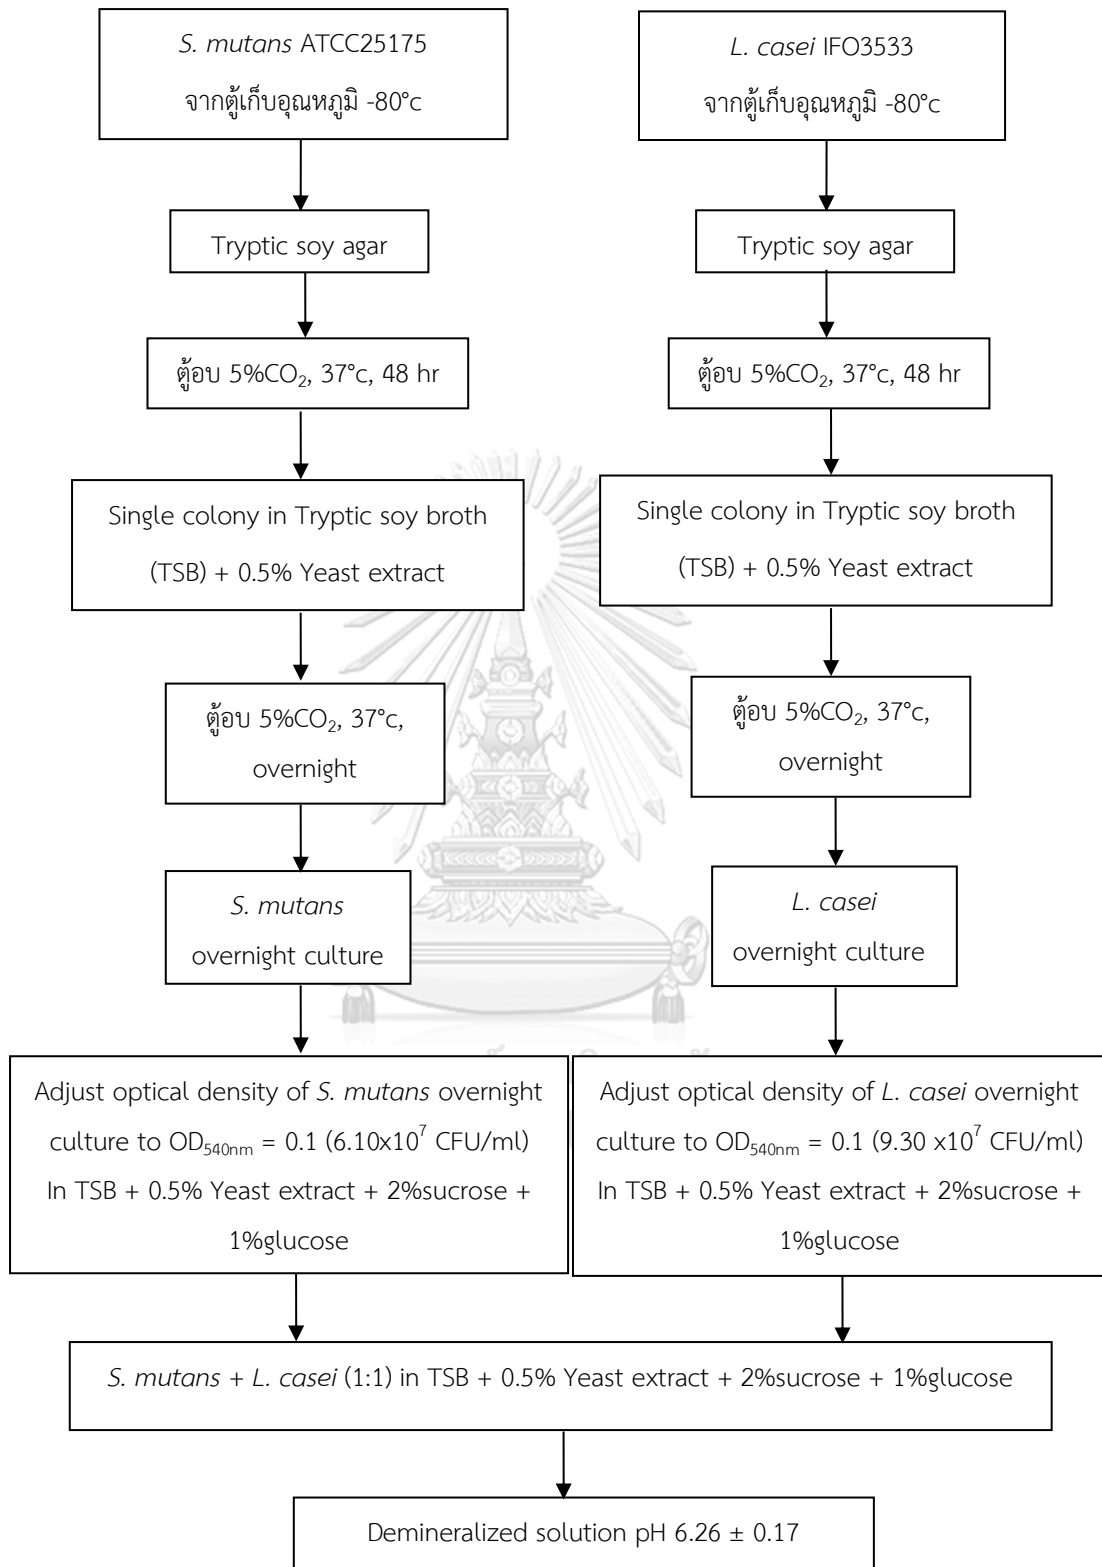 S. mutans ATCC25175
จากตู้เก็บอุณหภูมิ -80°c
L. casei IFO3533
จากตู้เก็บอุณหภูมิ -80°c
Tryptic soy agar
Tryptic soy agar
ตู้อบ 5%CO₂, 37°c, 48 hr
ตู้อบ 5%CO₂, 37°c, 48 hr
Single colony in Tryptic soy broth
(TSB) + 0.5% Yeast extract
Single colony in Tryptic soy broth
(TSB) + 0.5% Yeast extract
ตู้อบ 5%CO₂, 37°c,
overnight
ตู้อบ 5%CO₂, 37°c,
overnight
S. mutans
overnight culture
L. casei
overnight culture
Adjust optical density of S. mutans overnight
culture to OD₅₄₀ₙₘ = 0.1 (6.10x10⁷ CFU/ml)
In TSB + 0.5% Yeast extract + 2%sucrose +
1%glucose
Adjust optical density of L. casei overnight
culture to OD₅₄₀ₙₘ = 0.1 (9.30 x10⁷ CFU/ml)
In TSB + 0.5% Yeast extract + 2%sucrose +
1%glucose
S. mutans + L. casei (1:1) in TSB + 0.5% Yeast extract + 2%sucrose + 1%glucose
Demineralized solution pH 6.26 ± 0.17